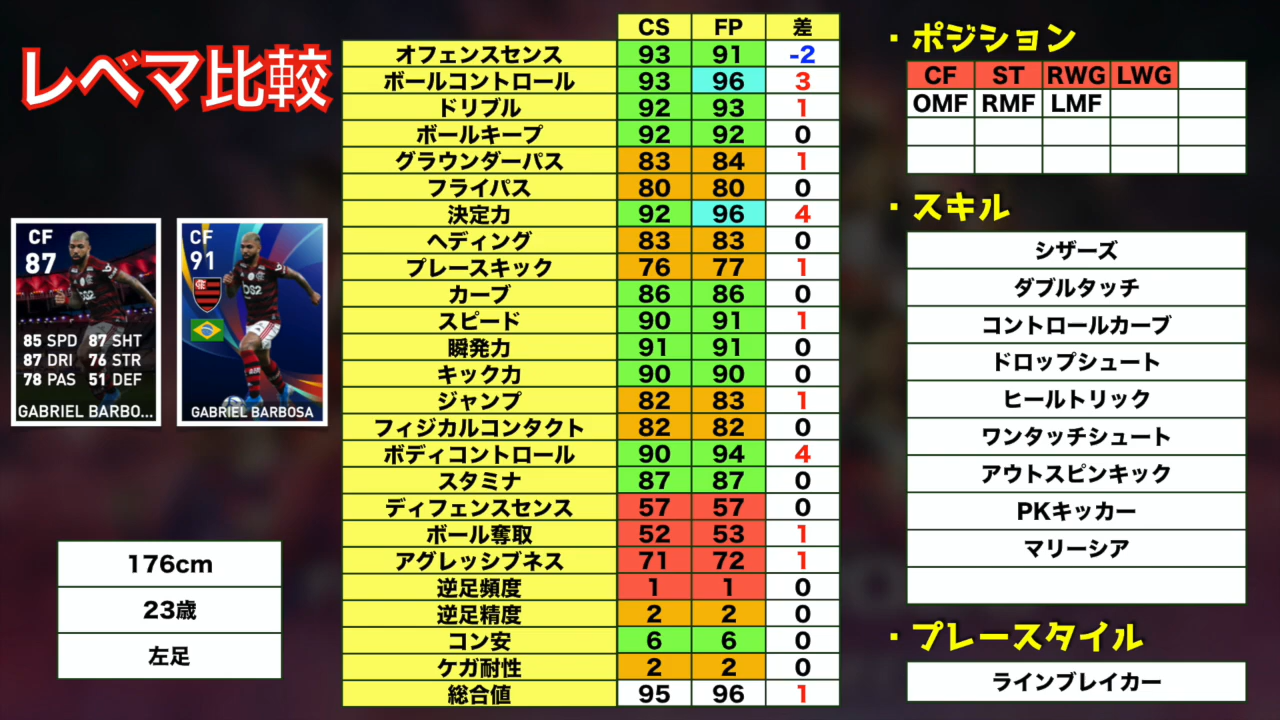 レベマ比較
CF
87
85 SPD 87 SHT
87 DRI 76 STR
78 PAS 51 DEF
GABRIEL BARBO...
CF
91
GABRIEL BARBOSA
176cm
23歳
左足
CS FP 差
オフェンスセンス 93 91 -2
ボールコントロール 93 96 3
ドリブル 92 93 1
ボールキープ 92 92 0
グラウンダーパス 83 84 1
フライパス 80 80 0
決定力 92 96 4
ヘディング 83 83 0
プレースキック 76 77 1
カーブ 86 86 0
スピード 90 91 1
瞬発力 91 91 0
キック力 90 90 0
ジャンプ 82 83 1
フィジカルコンタクト 82 82 0
ボディコントロール 90 94 4
スタミナ 87 87 0
ディフェンスセンス 57 57 0
ボール奪取 52 53 1
アグレッシブネス 71 72 1
逆足頻度 1 1 0
逆足精度 2 2 0
コン安 6 6 0
ケガ耐性 2 2 0
総合値 95 96 1
・ポジション
CF ST RWG LWG
OMF RMF LMF
・スキル
シザーズ
ダブルタッチ
コントロールカーブ
ドロップシュート
ヒールトリック
ワンタッチシュート
アウトスピンキック
PKキッカー
マリーシア
・プレースタイル
ラインブレイカー